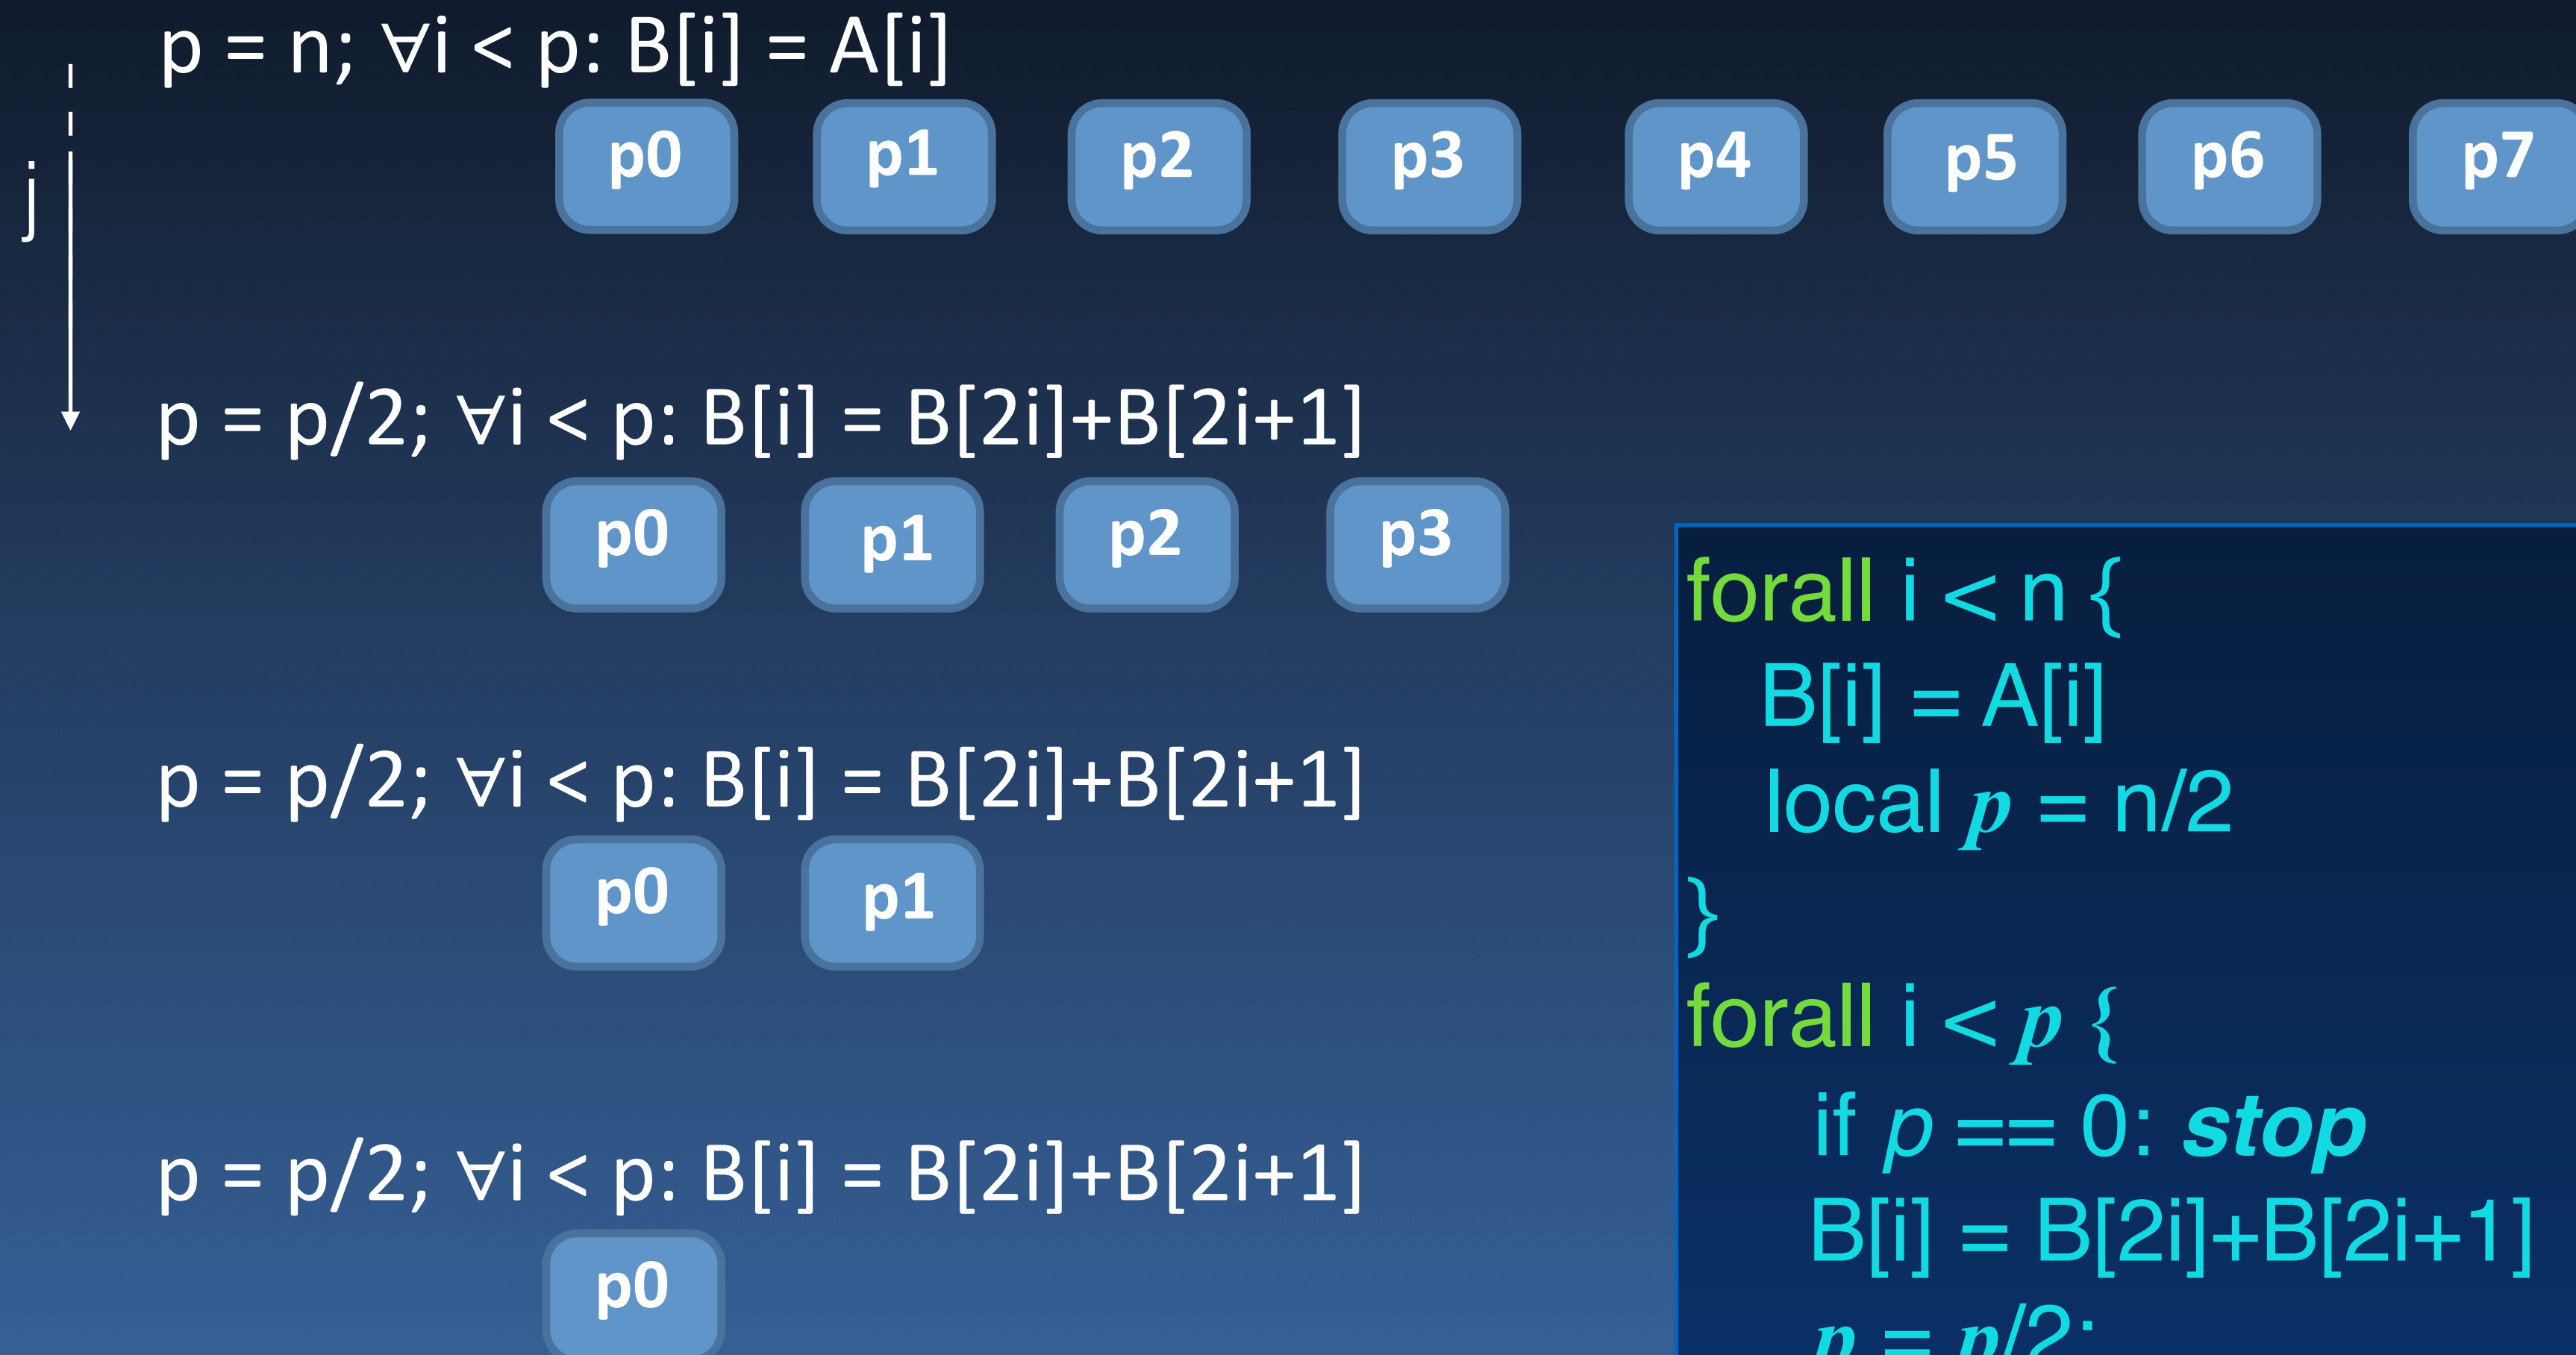 p = n; ∀i < p: B[i] = A[i]
p0 p1 p2 p3 p4 p5 p6 p7
j
p = p/2; ∀i < p: B[i] = B[2i]+B[2i+1]
p0 p1 p2 p3
p = p/2; ∀i < p: B[i] = B[2i]+B[2i+1]
p0 p1
p = p/2; ∀i < p: B[i] = B[2i]+B[2i+1]
p0
forall i < n {
B[i] = A[i]
local p = n/2
}
forall i < p {
if p == 0: stop
B[i] = B[2i]+B[2i+1]
p = p/2;